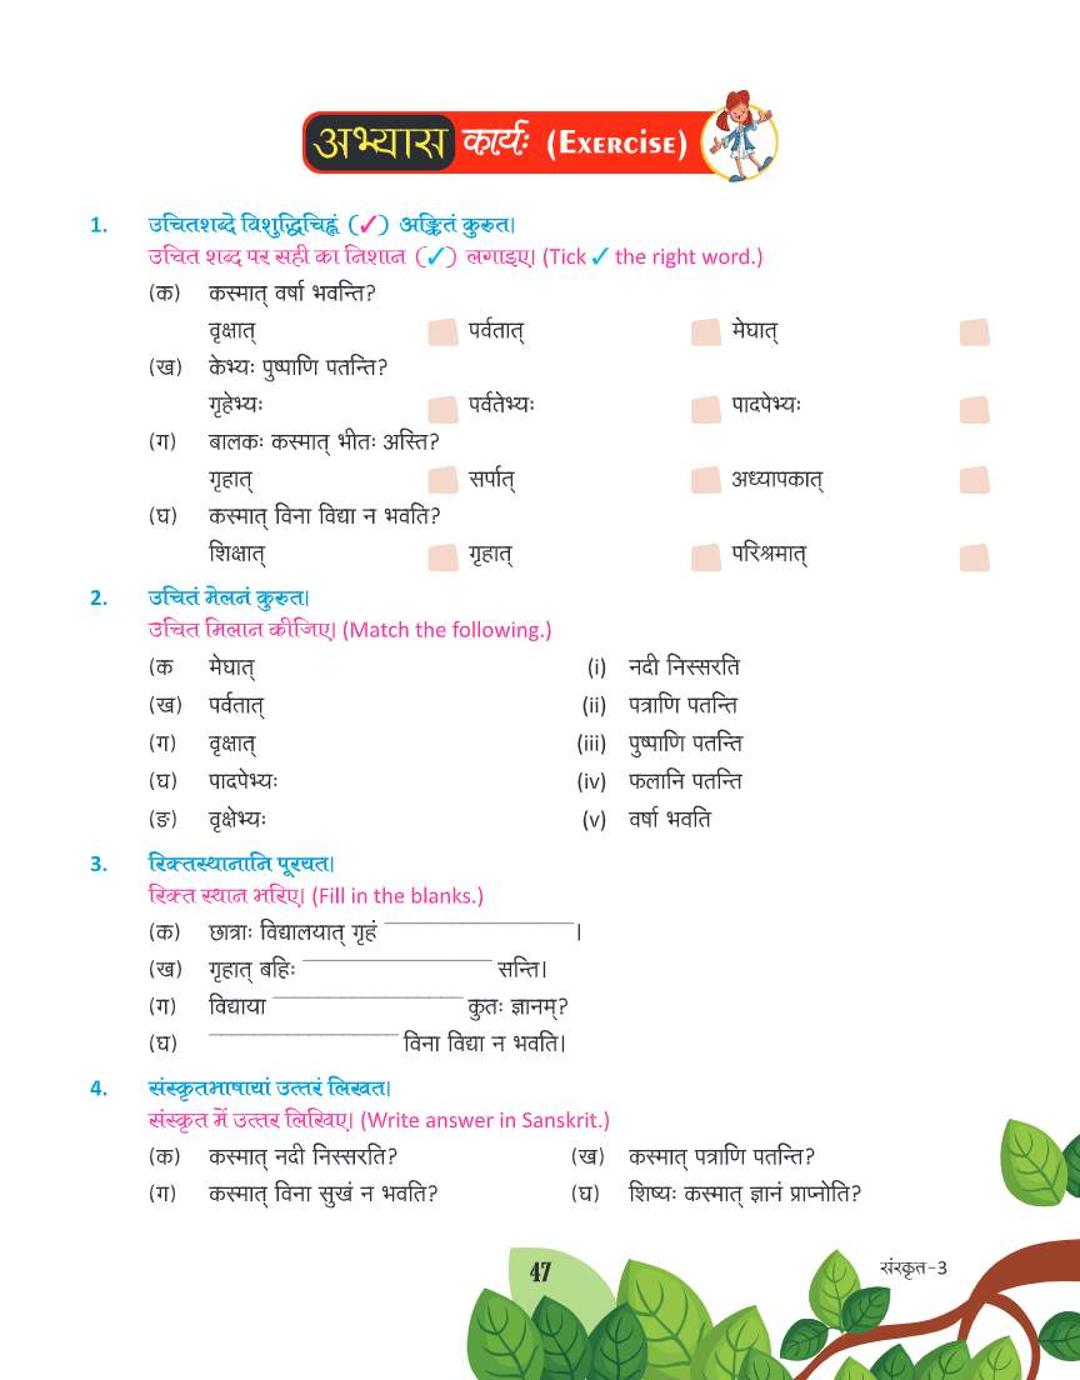 अभ्यास कार्यः (EXERCISE)
1. उचितशब्दे विशुद्धिचिह्नं (✓) अङ्कितं कुरुत।
उचित शब्द पर सही का निशान (✓) लगाइए। (Tick ✓ the right word.)
(क) कस्मात् वर्षा भवन्ति?
वृक्षात् पर्वतात् मेघात्
(ख) केभ्यः पुष्पाणि पतन्ति?
गृहेभ्यः पर्वतेभ्यः पादपेभ्यः
(ग) बालकः कस्मात् भीतः अस्ति?
गृहात् सर्पात् अध्यापकात्
(घ) कस्मात् विना विद्या न भवति?
शिक्षात् गृहात् परिश्रमात्
2. उचितं मेलनं कुरुत।
उचित मिलान कीजिए। (Match the following.)
(क मेघात् (i) नदी निस्सरति
(ख) पर्वतात् (ii) पत्राणि पतन्ति
(ग) वृक्षात् (iii) पुष्पाणि पतन्ति
(घ) पादपेभ्यः (iv) फलानि पतन्ति
(ङ) वृक्षेभ्यः (v) वर्षा भवति
3. रिक्तस्थानानि पूरयत।
रिक्त स्थान भरिए। (Fill in the blanks.)
(क) छात्राः विद्यालयात् गृहं ____________________ ।
(ख) गृहात् बहिः ____________________ सन्ति।
(ग) विद्याया ____________________ कुतः ज्ञानम्?
(घ) ____________________ विना विद्या न भवति।
4. संस्कृतभाषायां उत्तरं लिखत।
संस्कृत में उत्तर लिखिए। (Write answer in Sanskrit.)
(क) कस्मात् नदी निस्सरति? (ख) कस्मात् पत्राणि पतन्ति?
(ग) कस्मात् विना सुखं न भवति? (घ) शिष्यः कस्मात् ज्ञानं प्राप्नोति?
47 संस्कृत-3